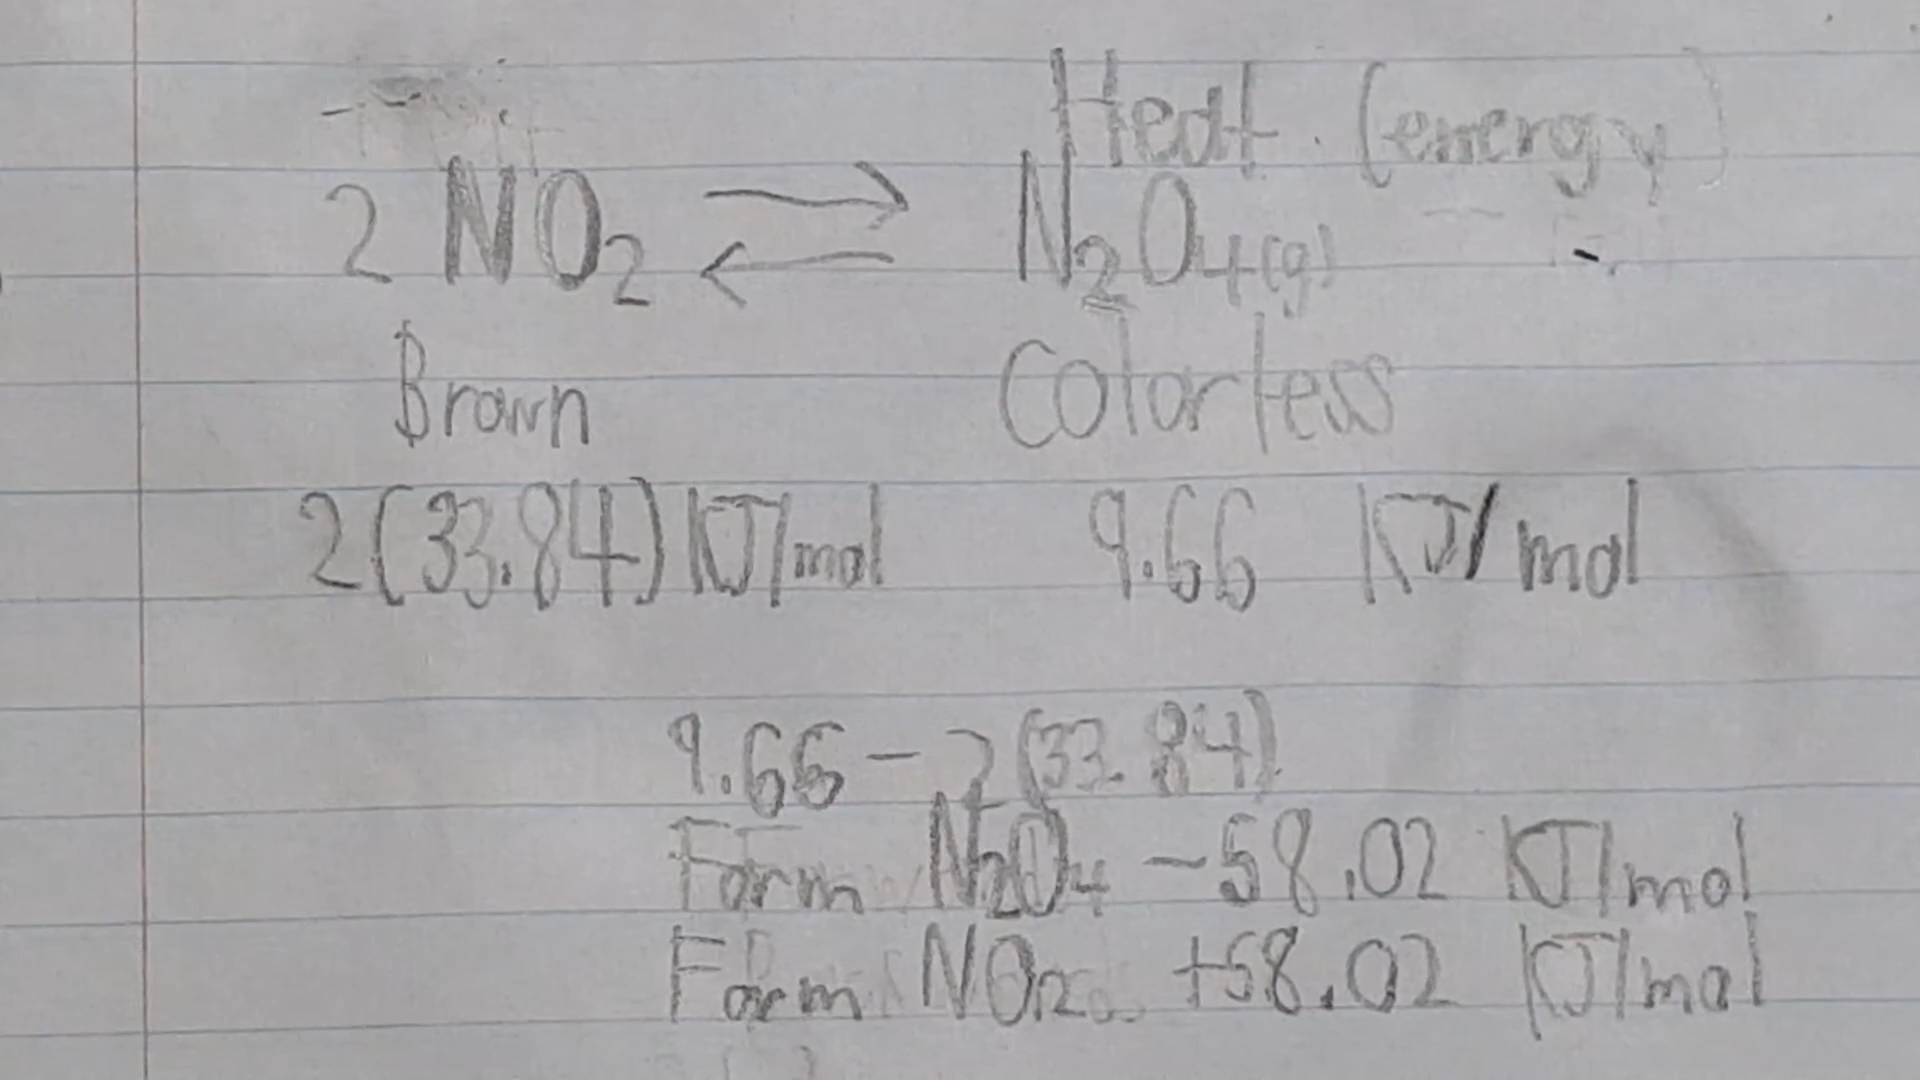 Heat (energy)
2 NO₂ ⇌ N₂O₄(g)
Brown Colorless
2(33.84) KJ/mol 9.66 KJ/mol
9.66 - 2(33.84)
Form N₂O₄ -58.02 KJ/mol
Form NO₂ +58.02 KJ/mol